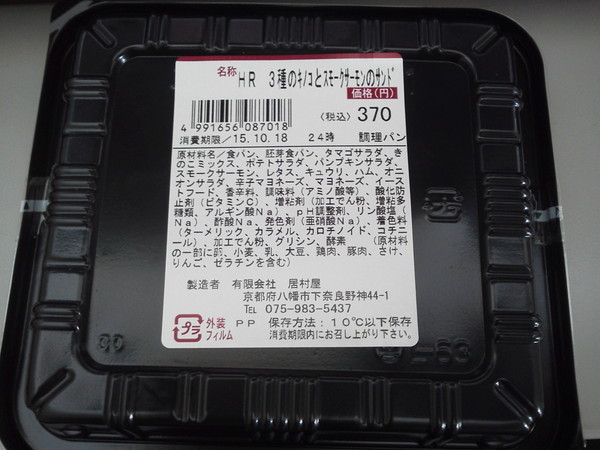 名称
HR 3種のキノコとスモークサーモンのサンド
価格(円)
〈税込〉370
4 991656 087018
消費期限/15.10.18 24時 調理パン
原材料名/食パン、胚芽食パン、タマゴサラダ、き
のこミックス、ポテトサラダ、パンプキンサラダ、
スモークサーモン、レタス、キュウリ、ハム、オニ
オンサラダ、辛子マヨネーズ、マヨネーズ、イース
トフード、香辛料、調味料(アミノ酸等)、酸化防
止剤(ビタミンC)、増粘剤(加工でん粉、増粘多
糖類、アルギン酸Na)、pH調整剤、リン酸塩(
Na)、酢酸Na、発色剤(亜硝酸Na)、着色料
(ターメリック、カラメル、カロチノイド、コチニ
ール)、加工でん粉、グリシン、酵素 (原材料
の一部に卵、小麦、乳、大豆、鶏肉、豚肉、さけ、
りんご、ゼラチンを含む)
製造者 有限会社 居村屋
京都府八幡市下奈良野神44-1
TEL 075-983-5437
プラ 外装
フィルム
PP 保存方法:10℃以下保存
消費期限内にお召し上がり下さい。